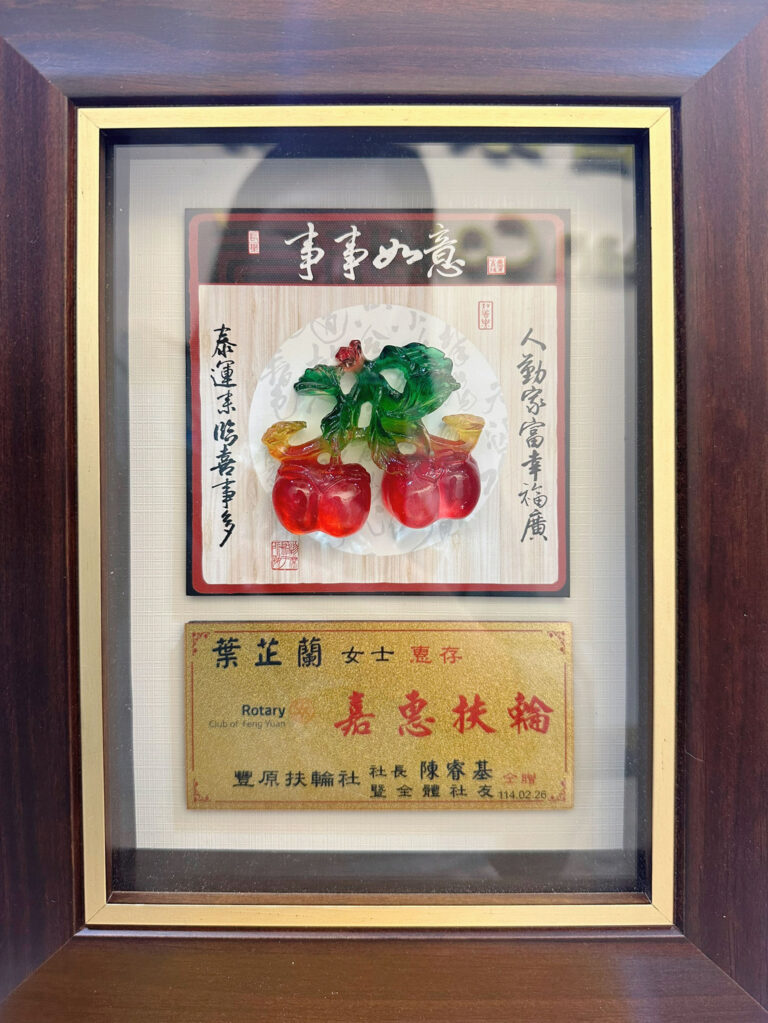 事事如意
人勤家富幸福廣
泰運來臨喜事多
葉芷蘭 女士 惠存
Rotary
Club of Feng Yuan
嘉惠扶輪
豐原扶輪社 社長 陳睿基
暨全體社友 仝贈
114.02.26